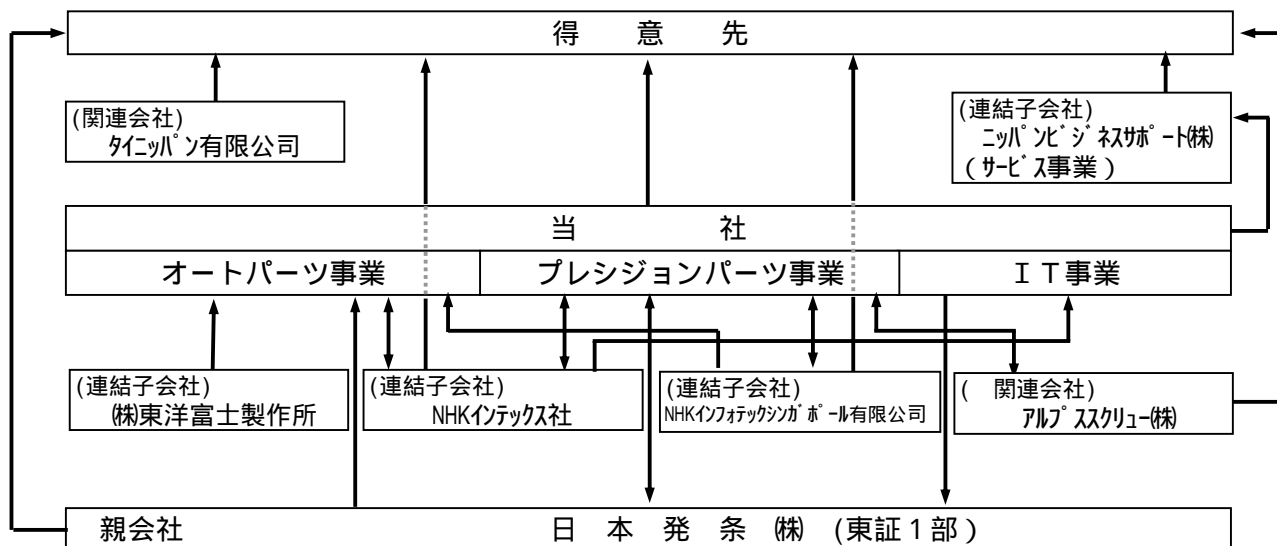 得 意 先
(関連会社)
ﾀｲﾆｯﾊﾟﾝ有限公司
(連結子会社)
ﾆｯﾊﾟﾝﾋﾞｼﾞﾈｽｻﾎﾟｰﾄ㈱
(ｻｰﾋﾞｽ事業)
当 社
オートパーツ事業
プレシジョンパーツ事業
ＩＴ事業
(連結子会社)
㈱東洋富士製作所
(連結子会社)
NHKｲﾝﾃｯｸｽ社
(連結子会社)
NHKｲﾝﾌｫﾃｯｸｼﾝｶﾞﾎﾟｰﾙ有限公司
( 関連会社)
ｱﾙﾌﾟｽｽｸﾘｭｰ㈱
親会社 日 本 発 条 ㈱ (東証１部)